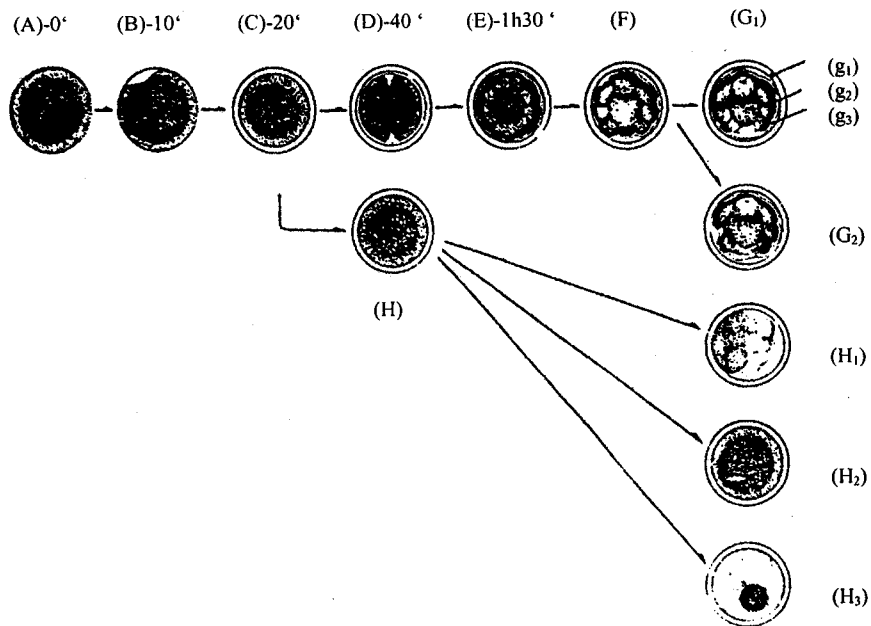 (A)-0‘ (B)-10‘ (C)-20‘ (D)-40 ‘ (E)-1h30 ‘ (F) (G₁)
(g₁)
(g₂)
(g₃)
(G₂)
(H)
(H₁)
(H₂)
(H₃)